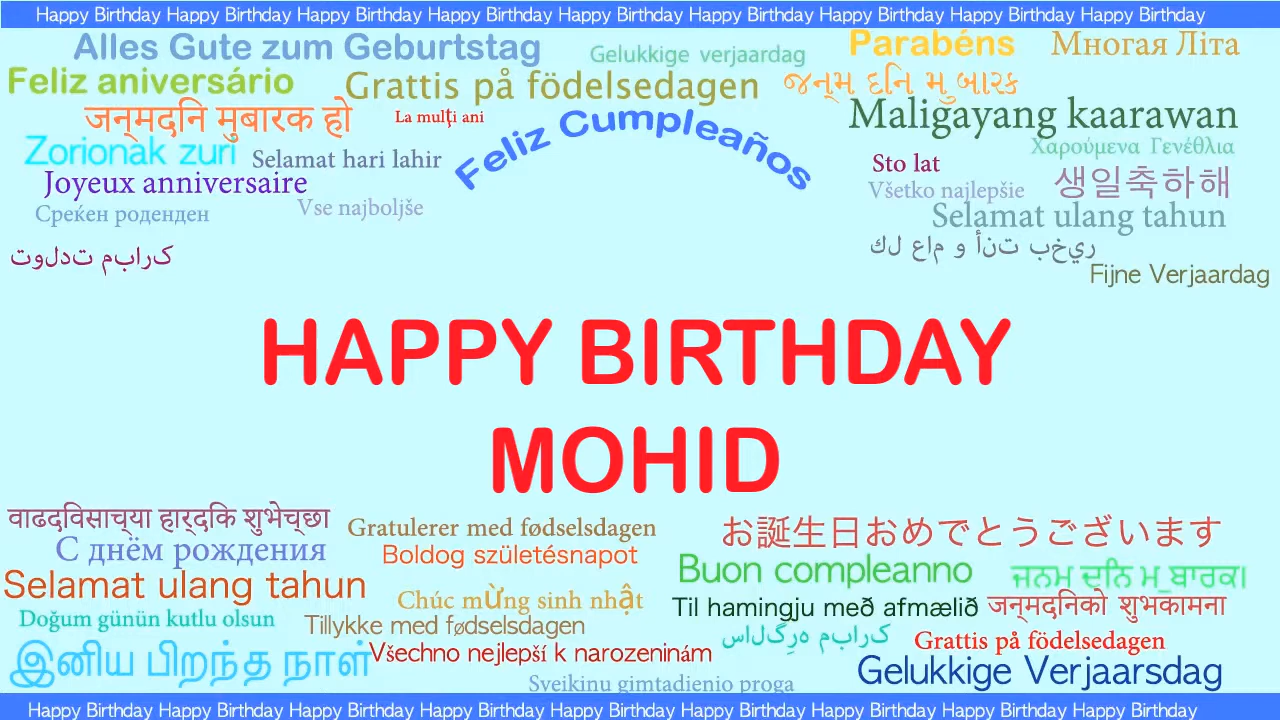 Happy Birthday Happy Birthday Happy Birthday Happy Birthday Happy Birthday Happy Birthday Happy Birthday Happy Birthday Happy Birthday
Alles Gute zum Geburtstag
Gelukkige verjaardag
Parabéns
Многая Літа
Feliz aniversário
Grattis på födelsedagen
જન્મ દિન મુબારક
जन्मदिन मुबारक हो
La mulţi ani
Feliz Cumpleaños
Maligayang kaarawan
Zorionak zuri
Selamat hari lahir
Χαρούμενα Γενέθλια
Sto lat
Joyeux anniversaire
Všetko najlepšie
생일축하해
Среќен роденден
Vse najboljše
Selamat ulang tahun
تولدت مبارک
كل عام و أنت بخير
Fijne Verjaardag
HAPPY BIRTHDAY
MOHID
वाढदिवसाच्या हार्दिक शुभेच्छा
Gratulerer med fødselsdagen
お誕生日おめでとうございます
С днём рождения
Boldog születésnapot
Buon compleanno
ਜਨਮ ਦਿਨ ਮੁਬਾਰਕ।
Selamat ulang tahun
Chúc mừng sinh nhật
Til hamingju með afmælið
जन्मदिनको शुभकामना
Doğum günün kutlu olsun
Tillykke med fødselsdagen
سالگرہ مبارک
Grattis på födelsedagen
இனிய பிறந்த நாள்
Všechno nejlepší k narozeninám
Gelukkige Verjaarsdag
Sveikinu gimtadienio proga
Happy Birthday Happy Birthday Happy Birthday Happy Birthday Happy Birthday Happy Birthday Happy Birthday Happy Birthday Happy Birthday